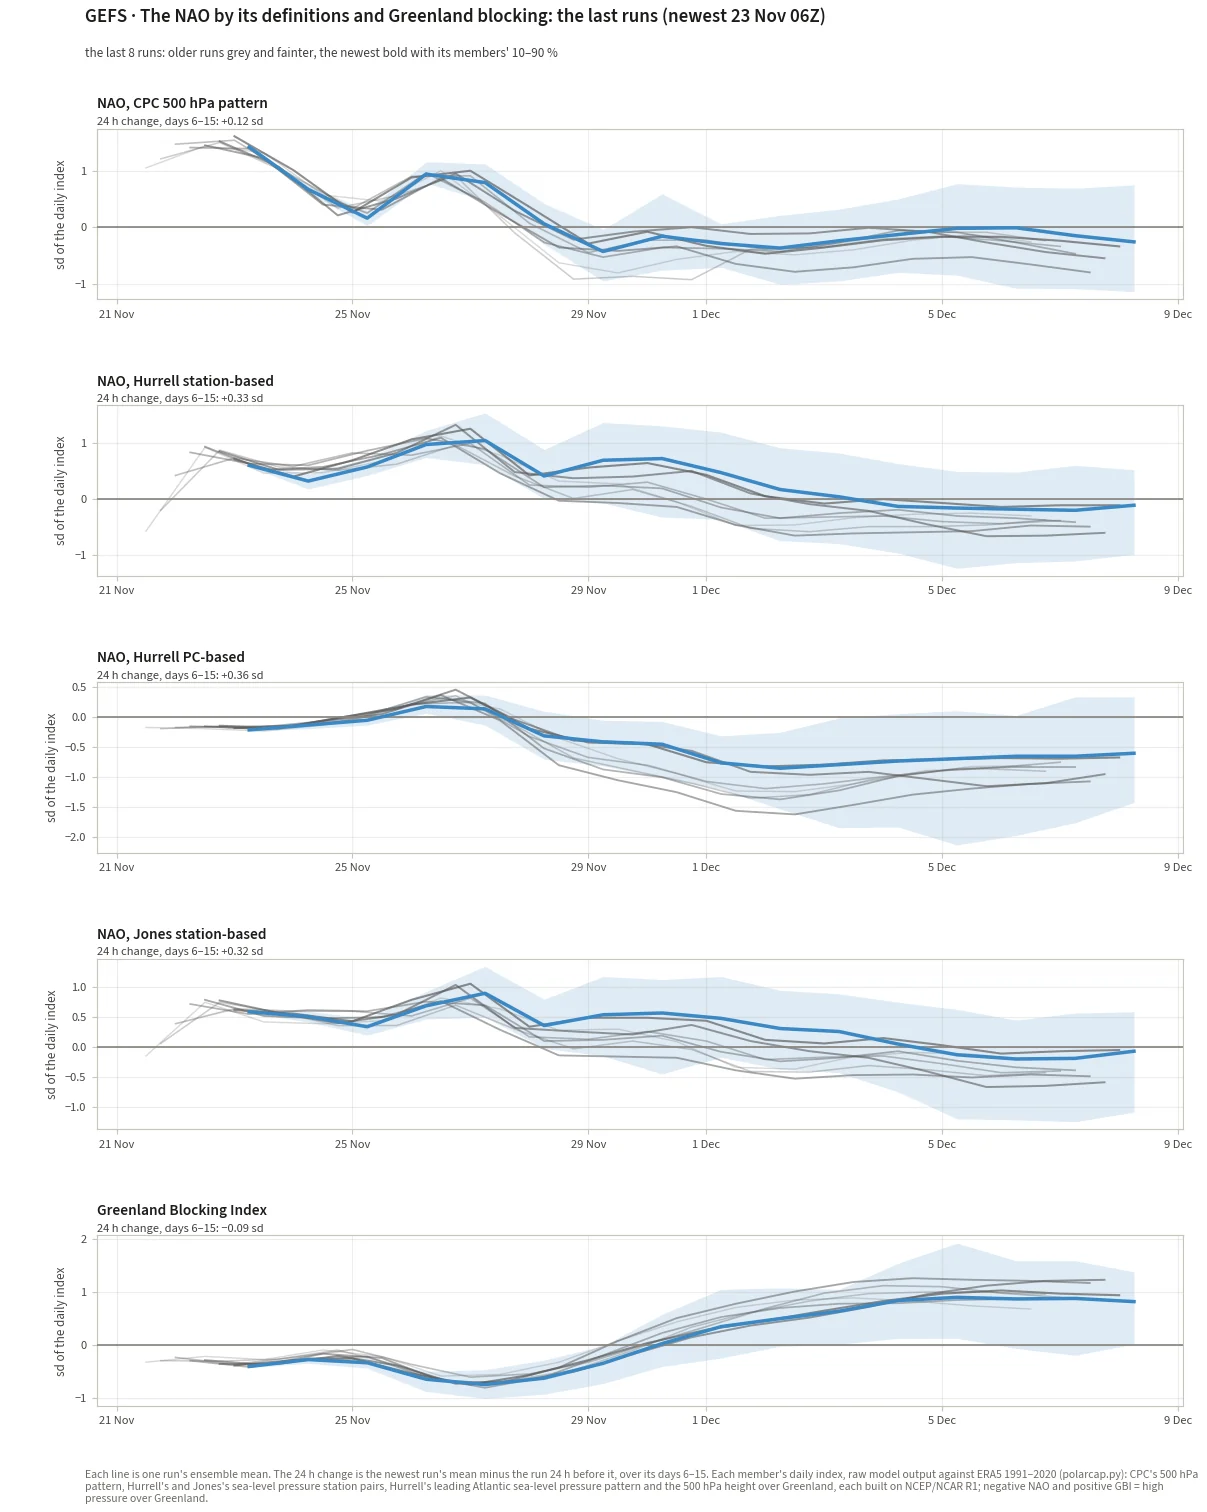 GEFS · The NAO by its definitions and Greenland blocking: the last runs (newest 23 Nov 06Z)
the last 8 runs: older runs grey and fainter, the newest bold with its members' 10–90 %
NAO, CPC 500 hPa pattern
24 h change, days 6–15: +0.12 sd
sd of the daily index
1
0
−1
21 Nov
25 Nov
29 Nov
1 Dec
5 Dec
9 Dec
NAO, Hurrell station-based
24 h change, days 6–15: +0.33 sd
sd of the daily index
1
0
−1
21 Nov
25 Nov
29 Nov
1 Dec
5 Dec
9 Dec
NAO, Hurrell PC-based
24 h change, days 6–15: +0.36 sd
sd of the daily index
0.5
0.0
−0.5
−1.0
−1.5
−2.0
21 Nov
25 Nov
29 Nov
1 Dec
5 Dec
9 Dec
NAO, Jones station-based
24 h change, days 6–15: +0.32 sd
sd of the daily index
1.0
0.5
0.0
−0.5
−1.0
21 Nov
25 Nov
29 Nov
1 Dec
5 Dec
9 Dec
Greenland Blocking Index
24 h change, days 6–15: −0.09 sd
sd of the daily index
2
1
0
−1
21 Nov
25 Nov
29 Nov
1 Dec
5 Dec
9 Dec
Each line is one run's ensemble mean. The 24 h change is the newest run's mean minus the run 24 h before it, over its days 6–15. Each member's daily index, raw model output against ERA5 1991–2020 (polarcap.py): CPC's 500 hPa
pattern, Hurrell's and Jones's sea-level pressure station pairs, Hurrell's leading Atlantic sea-level pressure pattern and the 500 hPa height over Greenland, each built on NCEP/NCAR R1; negative NAO and positive GBI = high
pressure over Greenland.